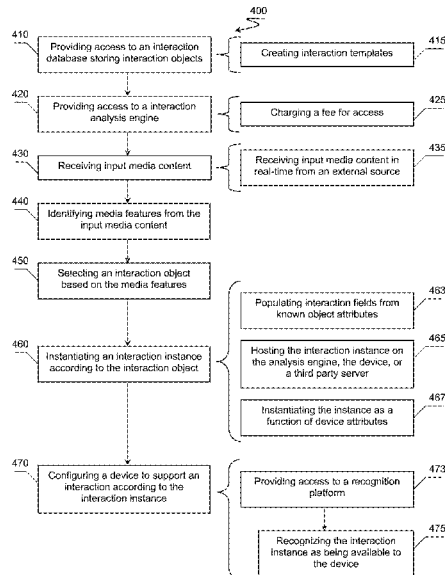 400
410
Providing access to an
interaction
database storing interaction objects
415
Creating interaction templates
420
Providing access to a interaction
analysis engine
425
Charging a fee for access
430
Receiving input media content
435
Receiving input media content in
real-time from an external source
440
Identifying media features from the
input media content
450
Selecting an interaction object
based on the media features
460
Instantiating an interaction instance
according to the interaction object
463
Populating interaction fields from
known object attributes
465
Hosting the interaction instance on
the analysis engine, the device, or
a third party server
467
Instantiating the instance as a
function of device attributes
470
Configuring a device to support an
interaction according to the
interaction instance
473
Providing access to a recognition
platform
475
Recognizing the interaction
instance as being available to
the device